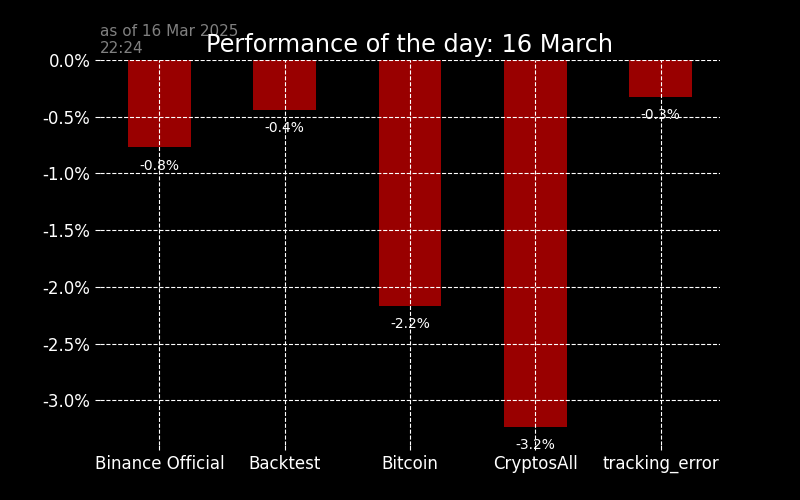 as of 16 Mar 2025
22:24
Performance of the day: 16 March
0.0%
-0.5%
-1.0%
-1.5%
-2.0%
-2.5%
-3.0%
-0.8%
-0.4%
-2.2%
-3.2%
-0.3%
Binance Official
Backtest
Bitcoin
CryptosAll
tracking_error